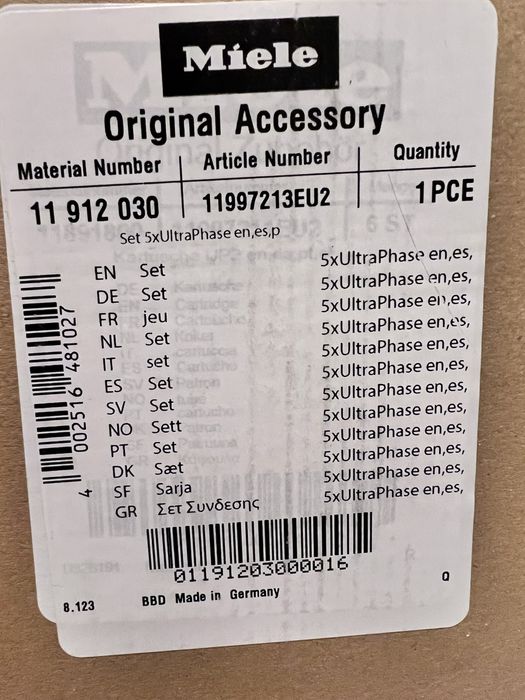 Miele
Original Accessory
Material Number Article Number Quantity
11 912 030 11997213EU2 1 PCE
Set 5xUltraPhase en,es,p
EN Set 5xUltraPhase en,es,
DE Set 5xUltraPhase en,es,
FR jeu 5xUltraPhase en,es,
NL Set 5xUltraPhase en,es,
IT set 5xUltraPhase en,es,
ES Set 5xUltraPhase en,es,
SV Set 5xUltraPhase en,es,
NO Sett 5xUltraPhase en,es,
PT Set 5xUltraPhase en,es,
DK Sæt 5xUltraPhase en,es,
SF Sarja 5xUltraPhase en,es,
GR Σετ Συνδεσης 5xUltraPhase en,es,
4 002516 481027
01191203000016
8.123 BBD Made in Germany Q